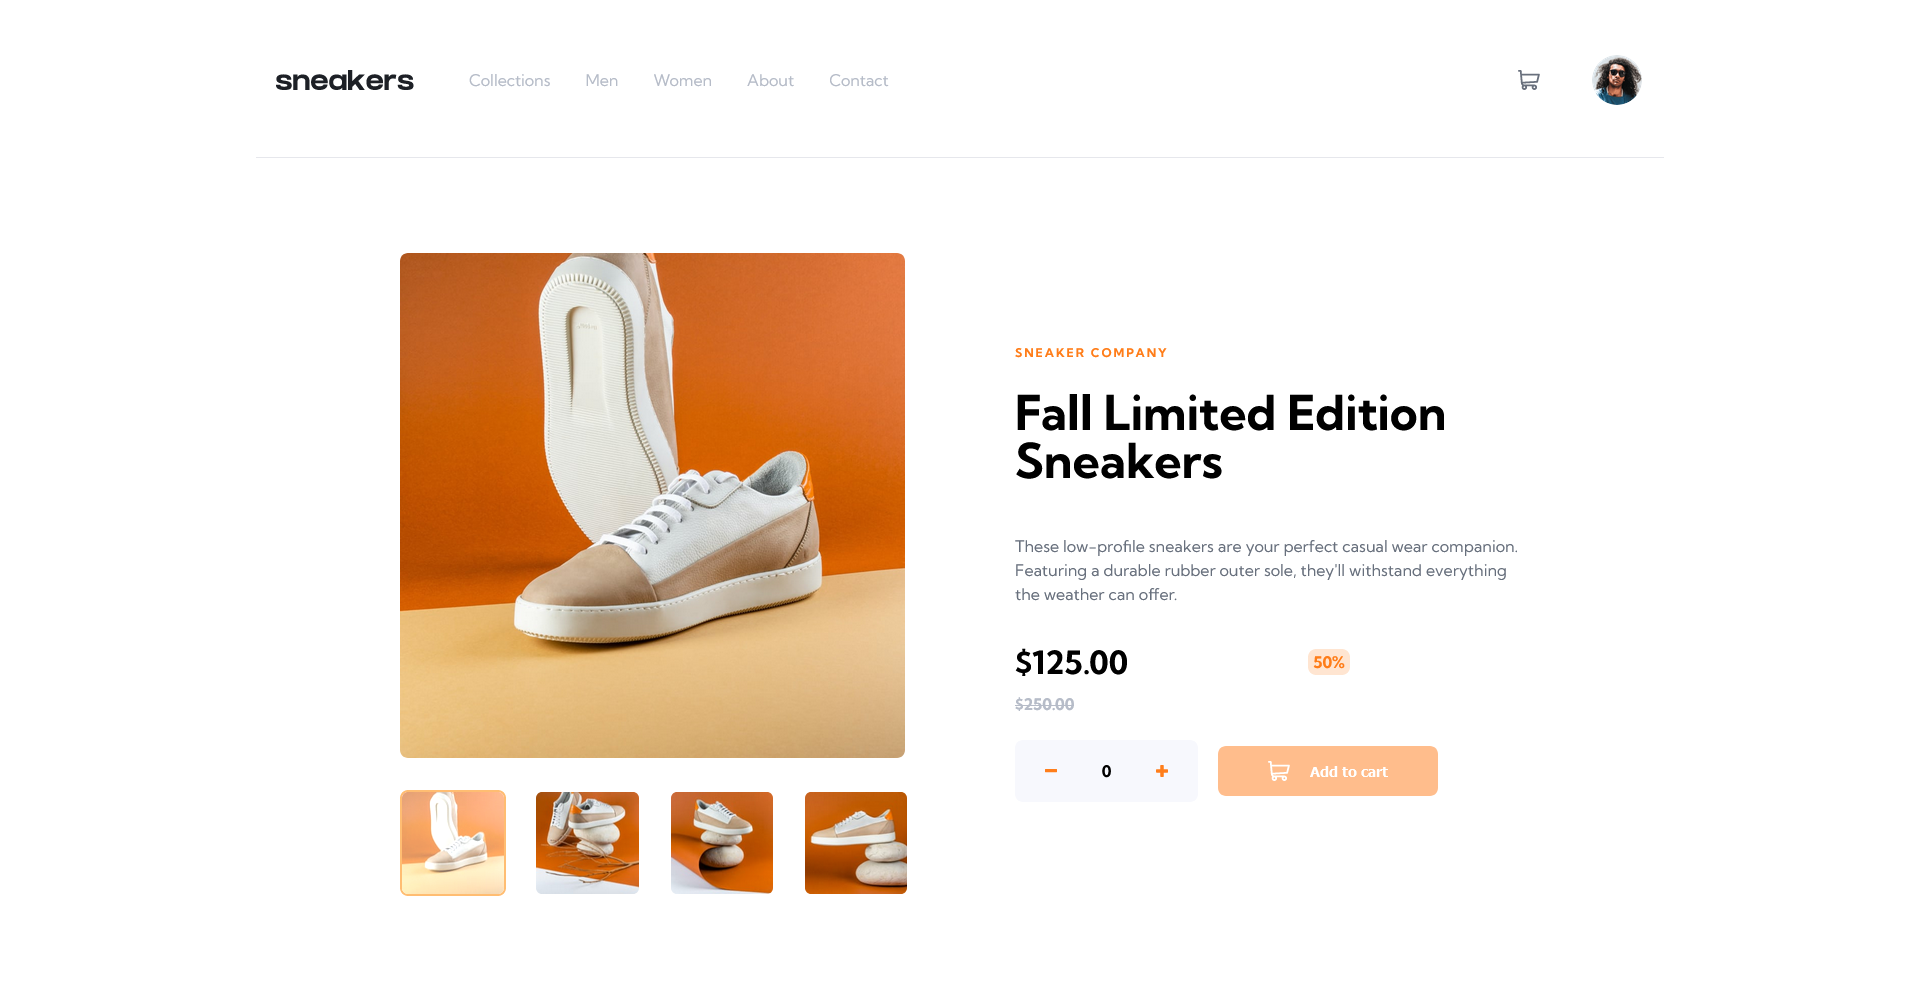 sneakers Collections Men Women About Contact
SNEAKER COMPANY
Fall Limited Edition
Sneakers
These low-profile sneakers are your perfect casual wear companion.
Featuring a durable rubber outer sole, they'll withstand everything
the weather can offer.
$125.00 50%
$250.00
0 Add to cart